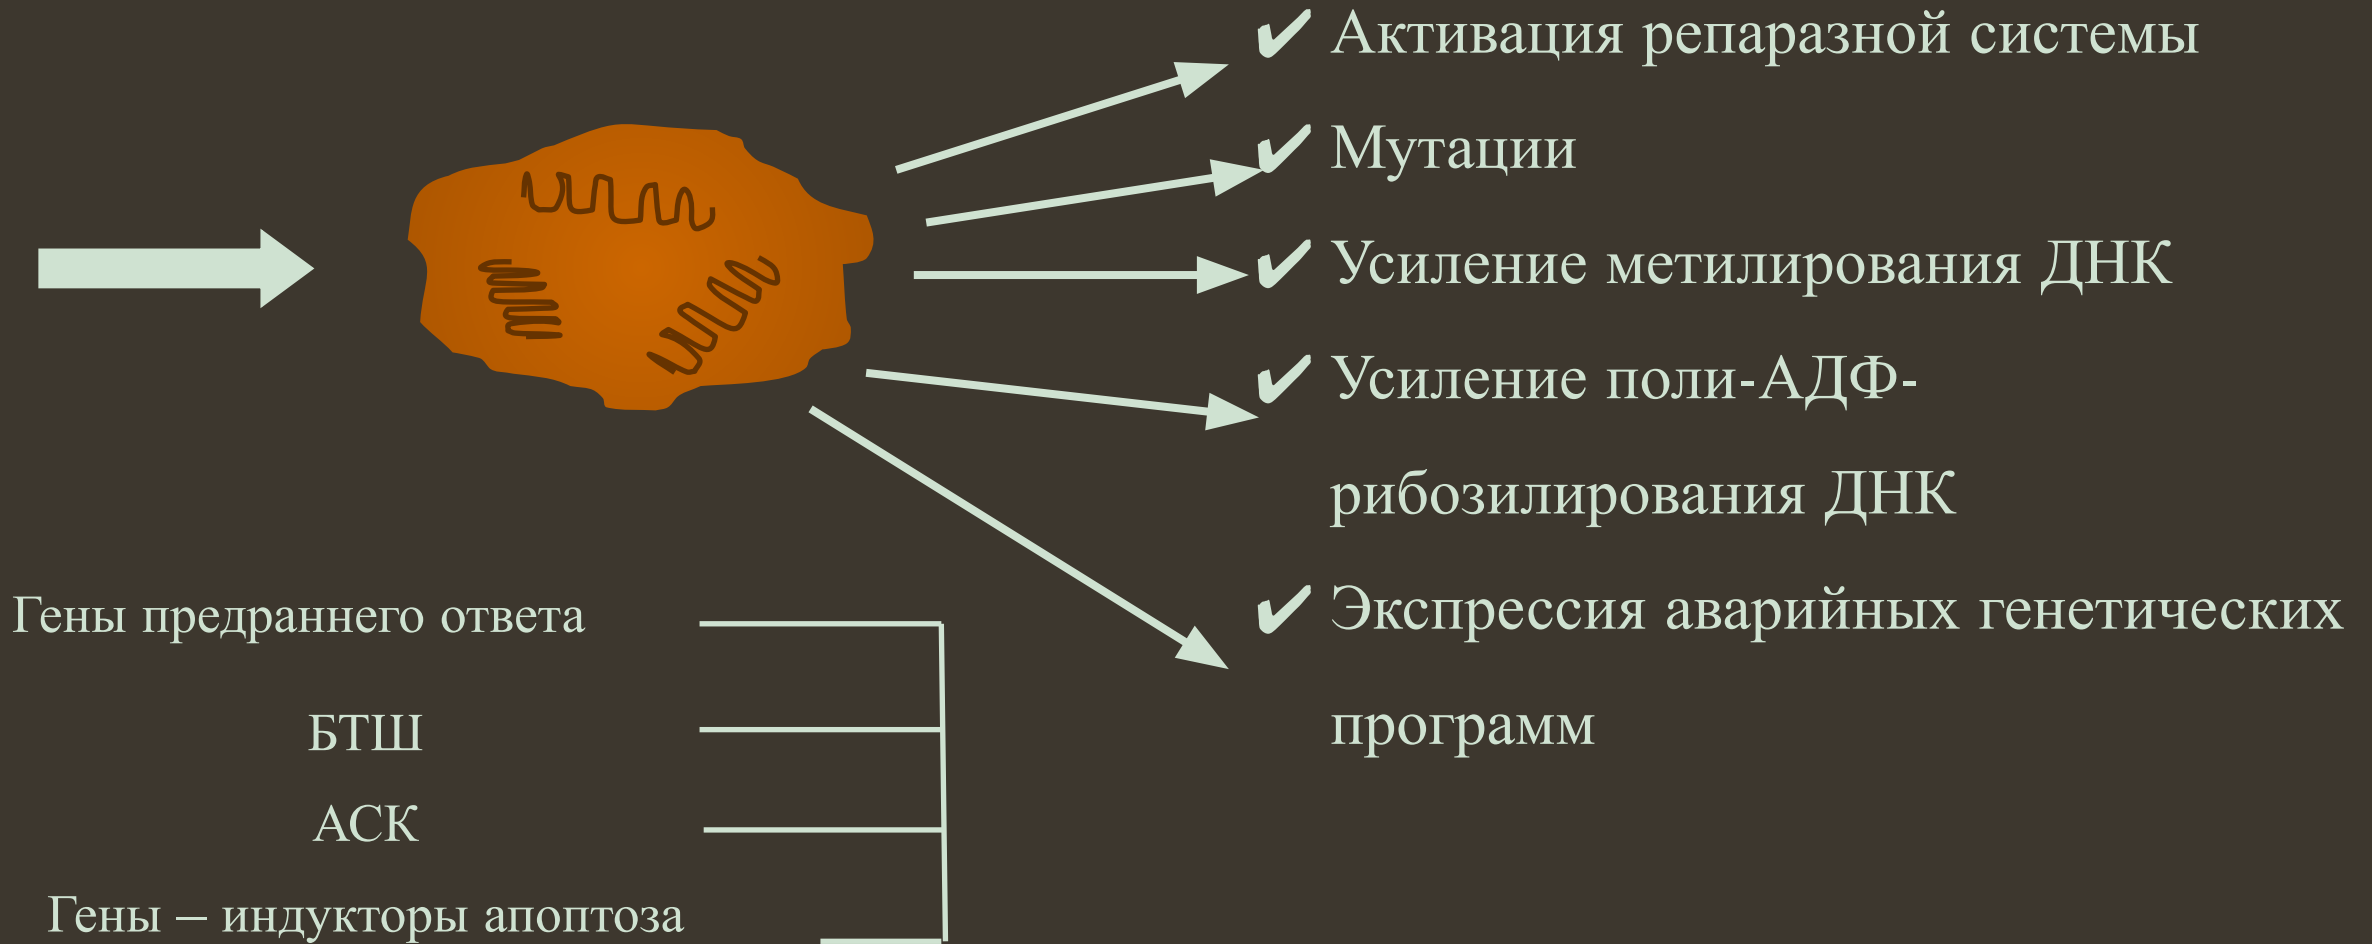 Активация репаразной системы
Мутации
Усиление метилирования ДНК
Усиление поли-АДФ-
рибозилирования ДНК
Экспрессия аварийных генетических
программ
Гены предраннего ответа
БТШ
АСК
Гены – индукторы апоптоза